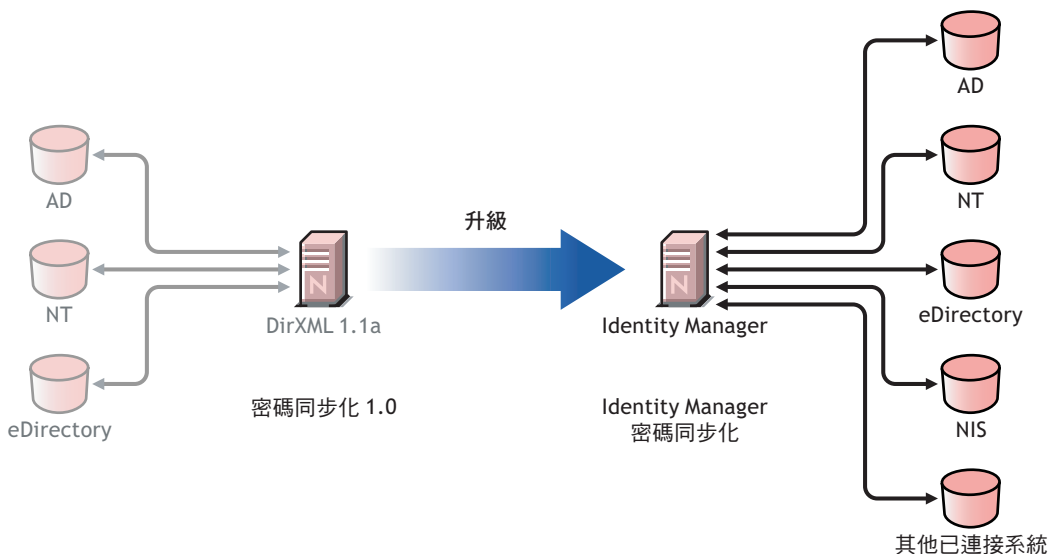 AD
NT
eDirectory
N
DirXML 1.1a
密碼同步化 1.0
升級
N
Identity Manager
Identity Manager
密碼同步化
AD
NT
eDirectory
NIS
其他已連接系統